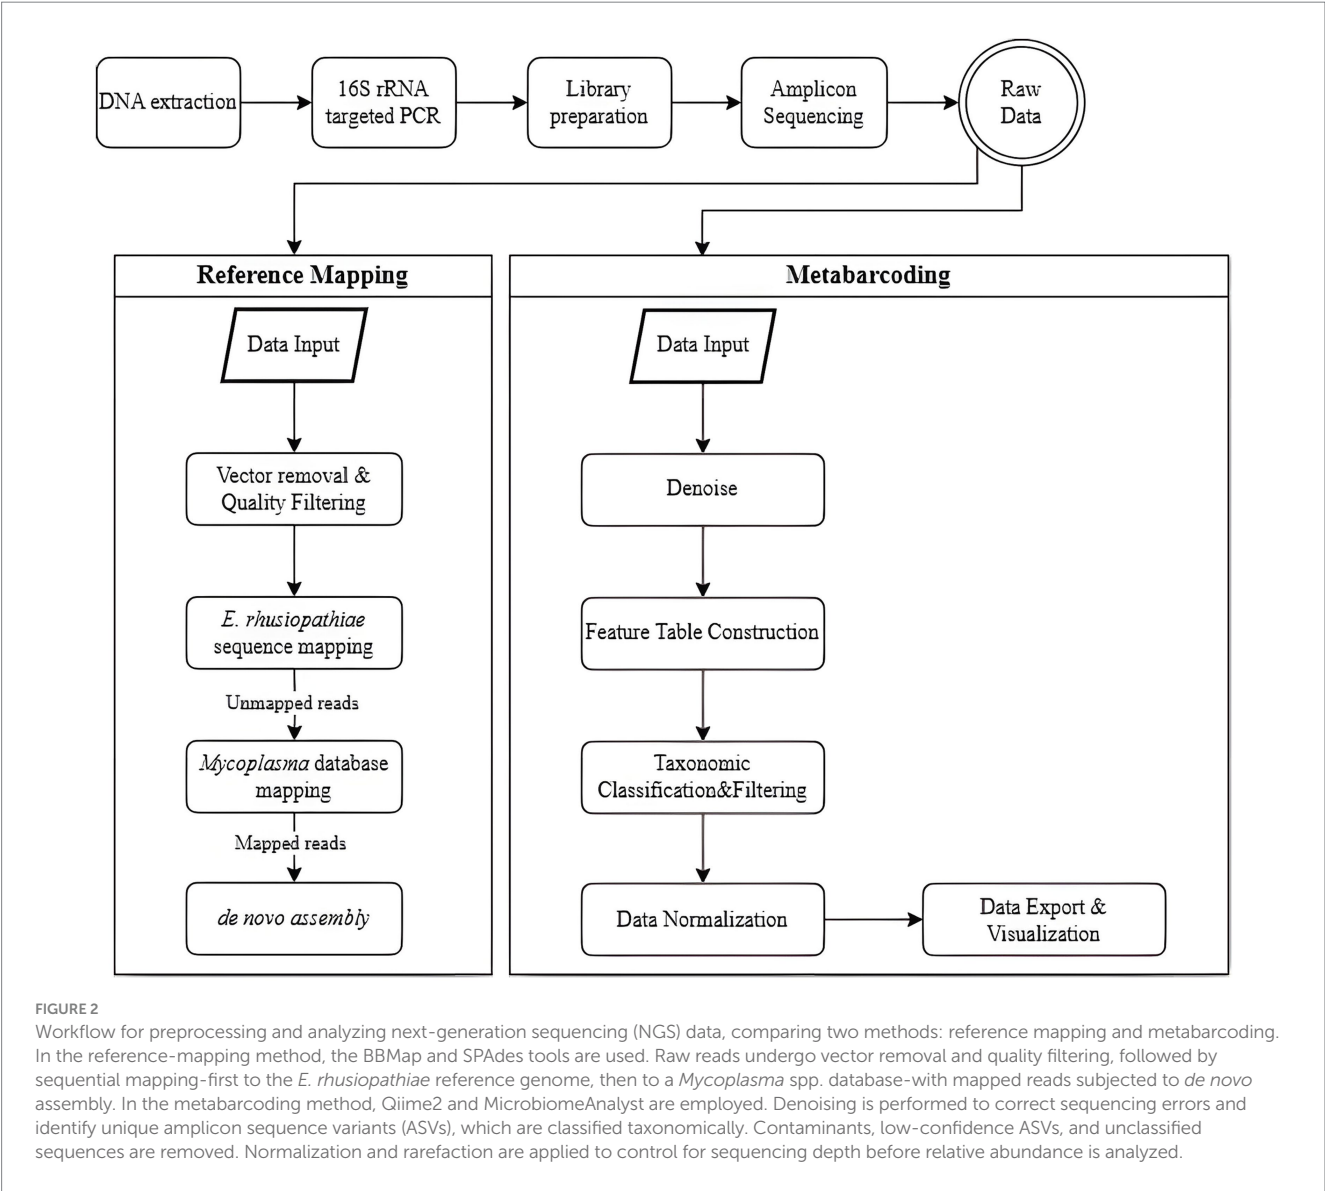 DNA extraction
16S rRNA
targeted PCR
Library
preparation
Amplicon
Sequencing
Raw
Data
Reference Mapping
Data Input
Vector removal &
Quality Filtering
E. rhusiopathiae
sequence mapping
Unmapped reads
Mycoplasma database
mapping
Mapped reads
de novo assembly
Metabarcoding
Data Input
Denoise
Feature Table Construction
Taxonomic
Classification&Filtering
Data Normalization
Data Export &
Visualization
FIGURE 2
Workflow for preprocessing and analyzing next-generation sequencing (NGS) data, comparing two methods: reference mapping and metabarcoding.
In the reference-mapping method, the BBMap and SPAdes tools are used. Raw reads undergo vector removal and quality filtering, followed by
sequential mapping-first to the E. rhusiopathiae reference genome, then to a Mycoplasma spp. database-with mapped reads subjected to de novo
assembly. In the metabarcoding method, Qiime2 and MicrobiomeAnalyst are employed. Denoising is performed to correct sequencing errors and
identify unique amplicon sequence variants (ASVs), which are classified taxonomically. Contaminants, low-confidence ASVs, and unclassified
sequences are removed. Normalization and rarefaction are applied to control for sequencing depth before relative abundance is analyzed.